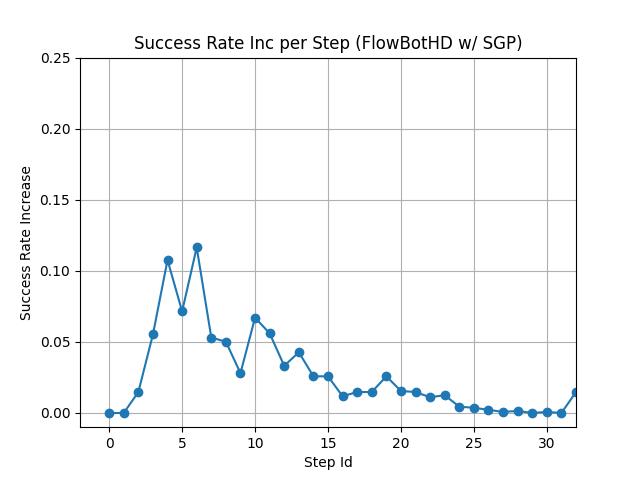 Success Rate Inc per Step (FlowBotHD w/ SGP)
0.25
0.20
0.15
0.10
0.05
0.00
Success Rate Increase
0 5 10 15 20 25 30
Step Id